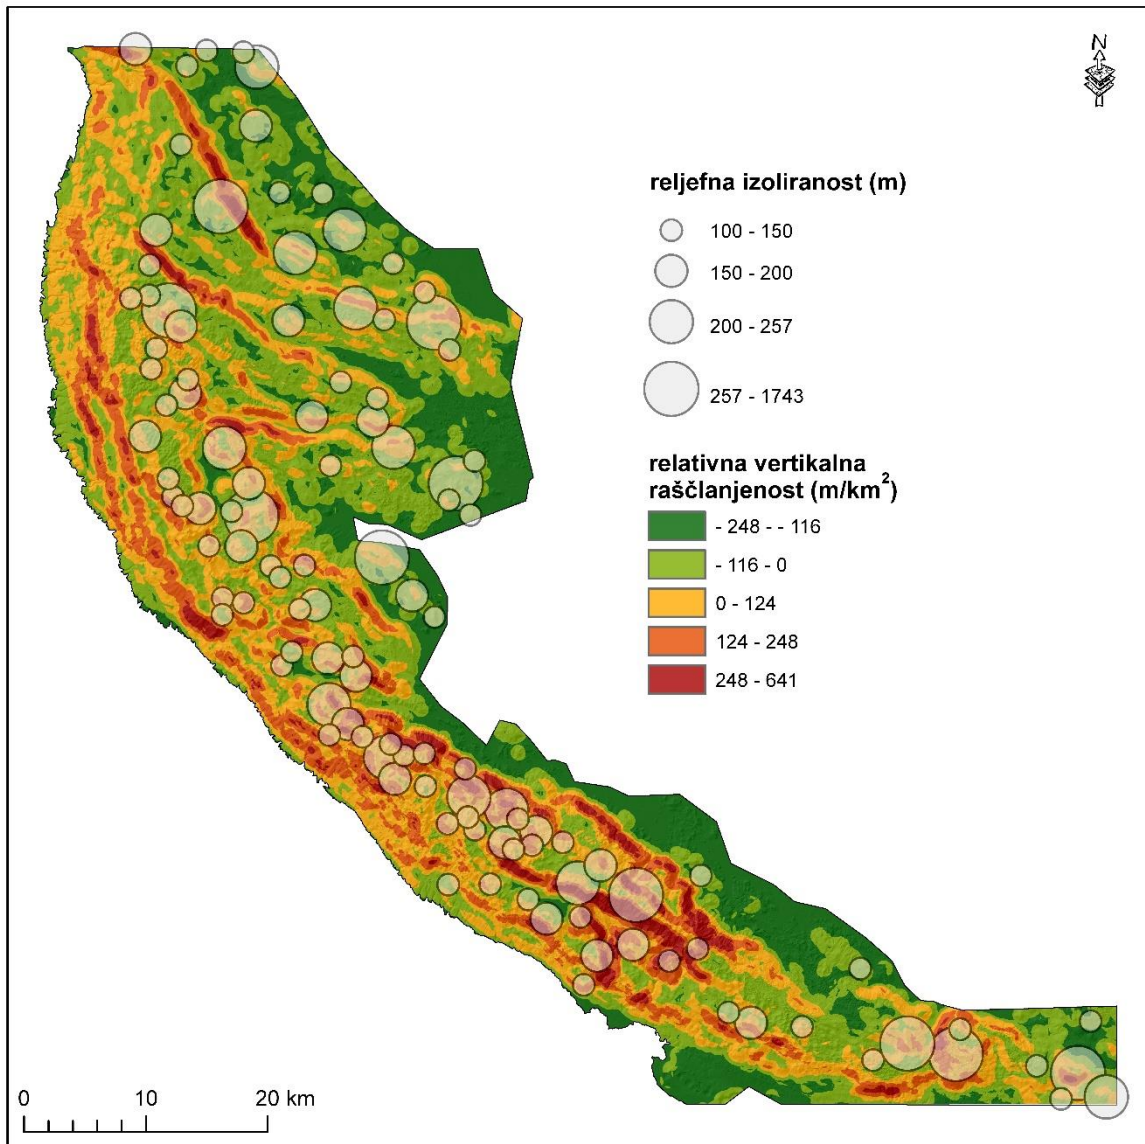 N
reljefna izoliranost (m)
100 - 150
150 - 200
200 - 257
257 - 1743
relativna vertikalna
raščlanjenost (m/km²)
- 248 - - 116
- 116 - 0
0 - 124
124 - 248
248 - 641
0 10 20 km